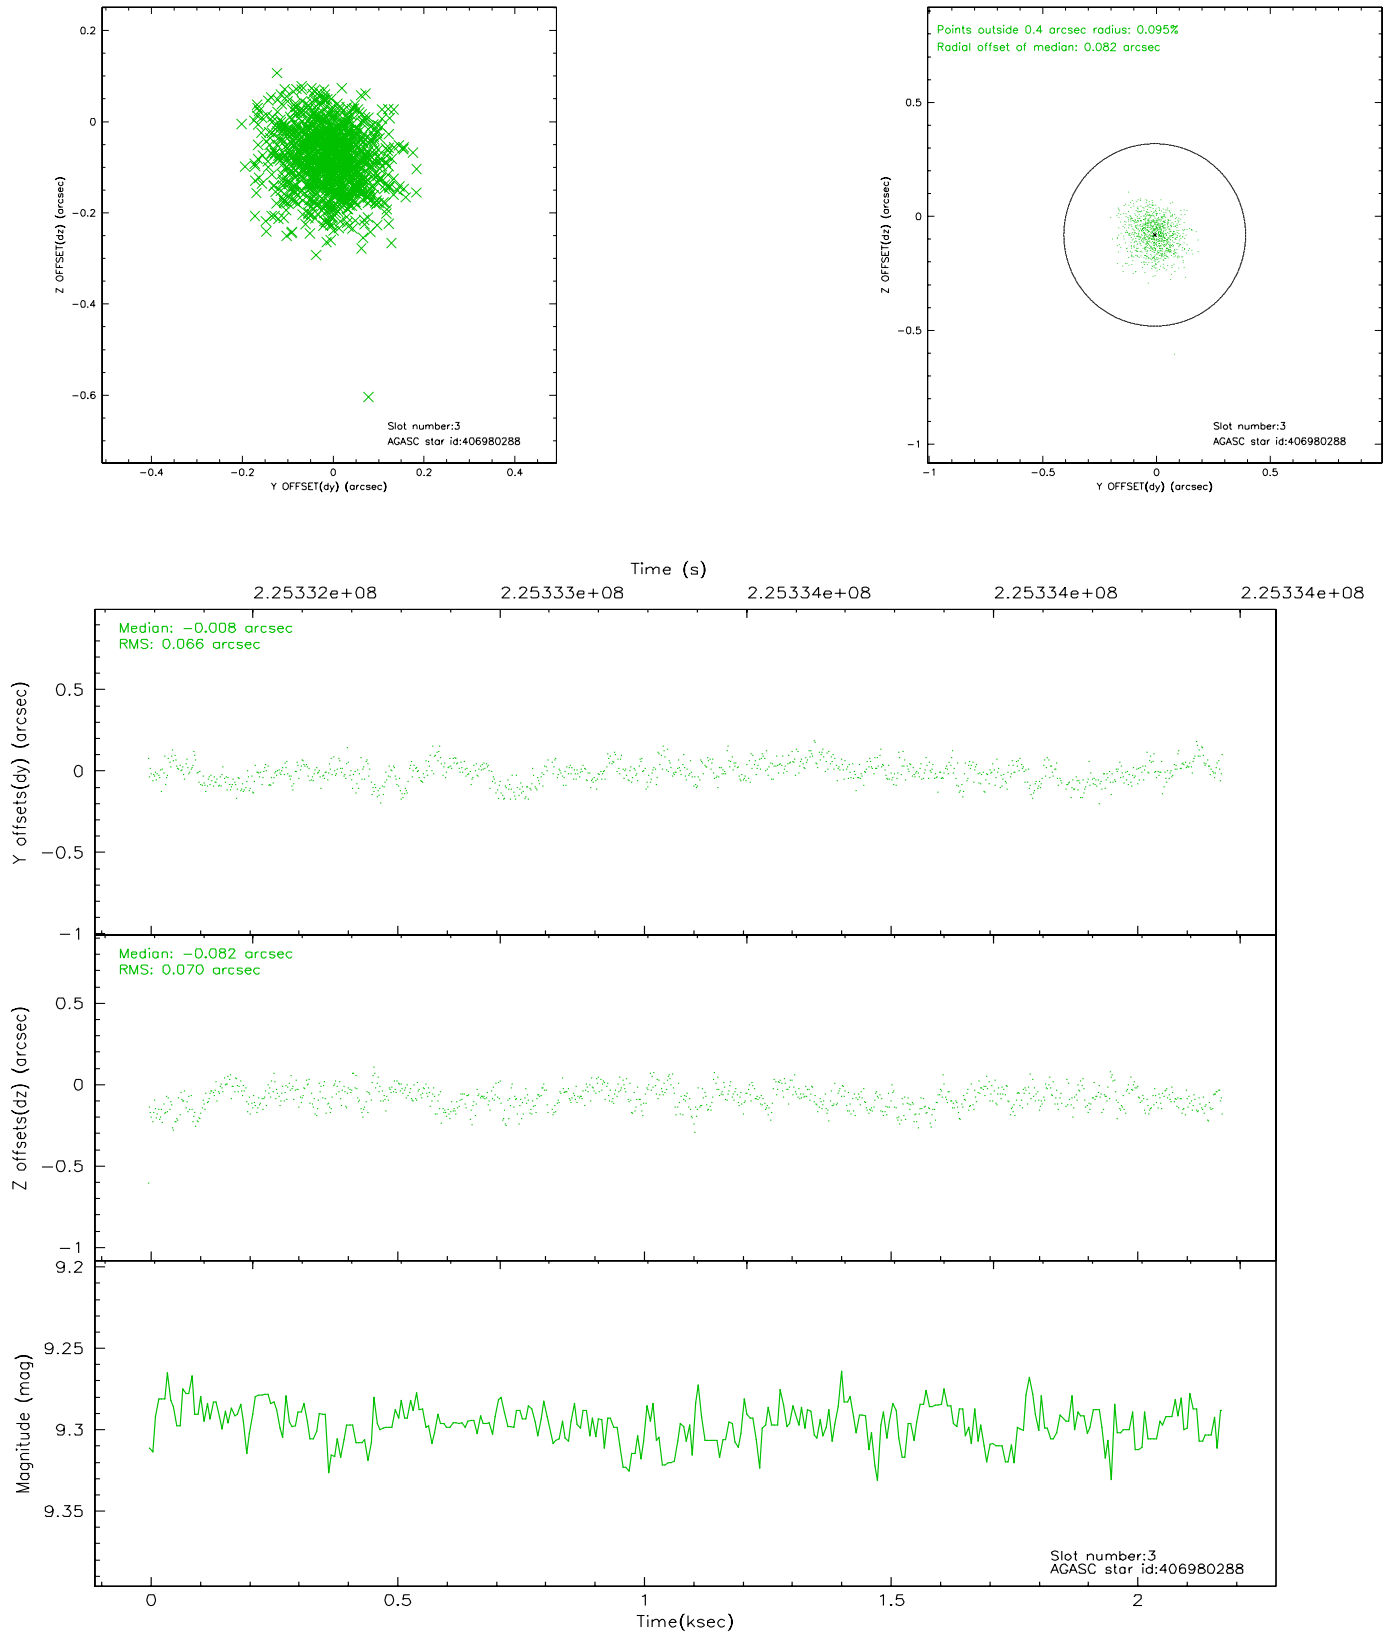 0.2
0
−0.2
−0.4
−0.6
−0.4
−0.2
0
0.2
0.4
Z OFFSET(dz) (arcsec)
Y OFFSET(dy) (arcsec)
Slot number:3
AGASC star id:406980288
Points outside 0.4 arcsec radius: 0.095%
Radial offset of median: 0.082 arcsec
0.5
0
−0.5
−1
−1
−0.5
0
0.5
Z OFFSET(dz) (arcsec)
Y OFFSET(dy) (arcsec)
Slot number:3
AGASC star id:406980288
Time (s)
2.25332e+08
2.25333e+08
2.25334e+08
2.25334e+08
2.25334e+08
Median: −0.008 arcsec
RMS: 0.066 arcsec
0.5
0
−0.5
−1
Y offsets(dy) (arcsec)
Median: −0.082 arcsec
RMS: 0.070 arcsec
0.5
0
−0.5
−1
Z offsets(dz) (arcsec)
9.2
9.25
9.3
9.35
Magnitude (mag)
Slot number:3
AGASC star id:406980288
0
0.5
1
1.5
2
Time(ksec)